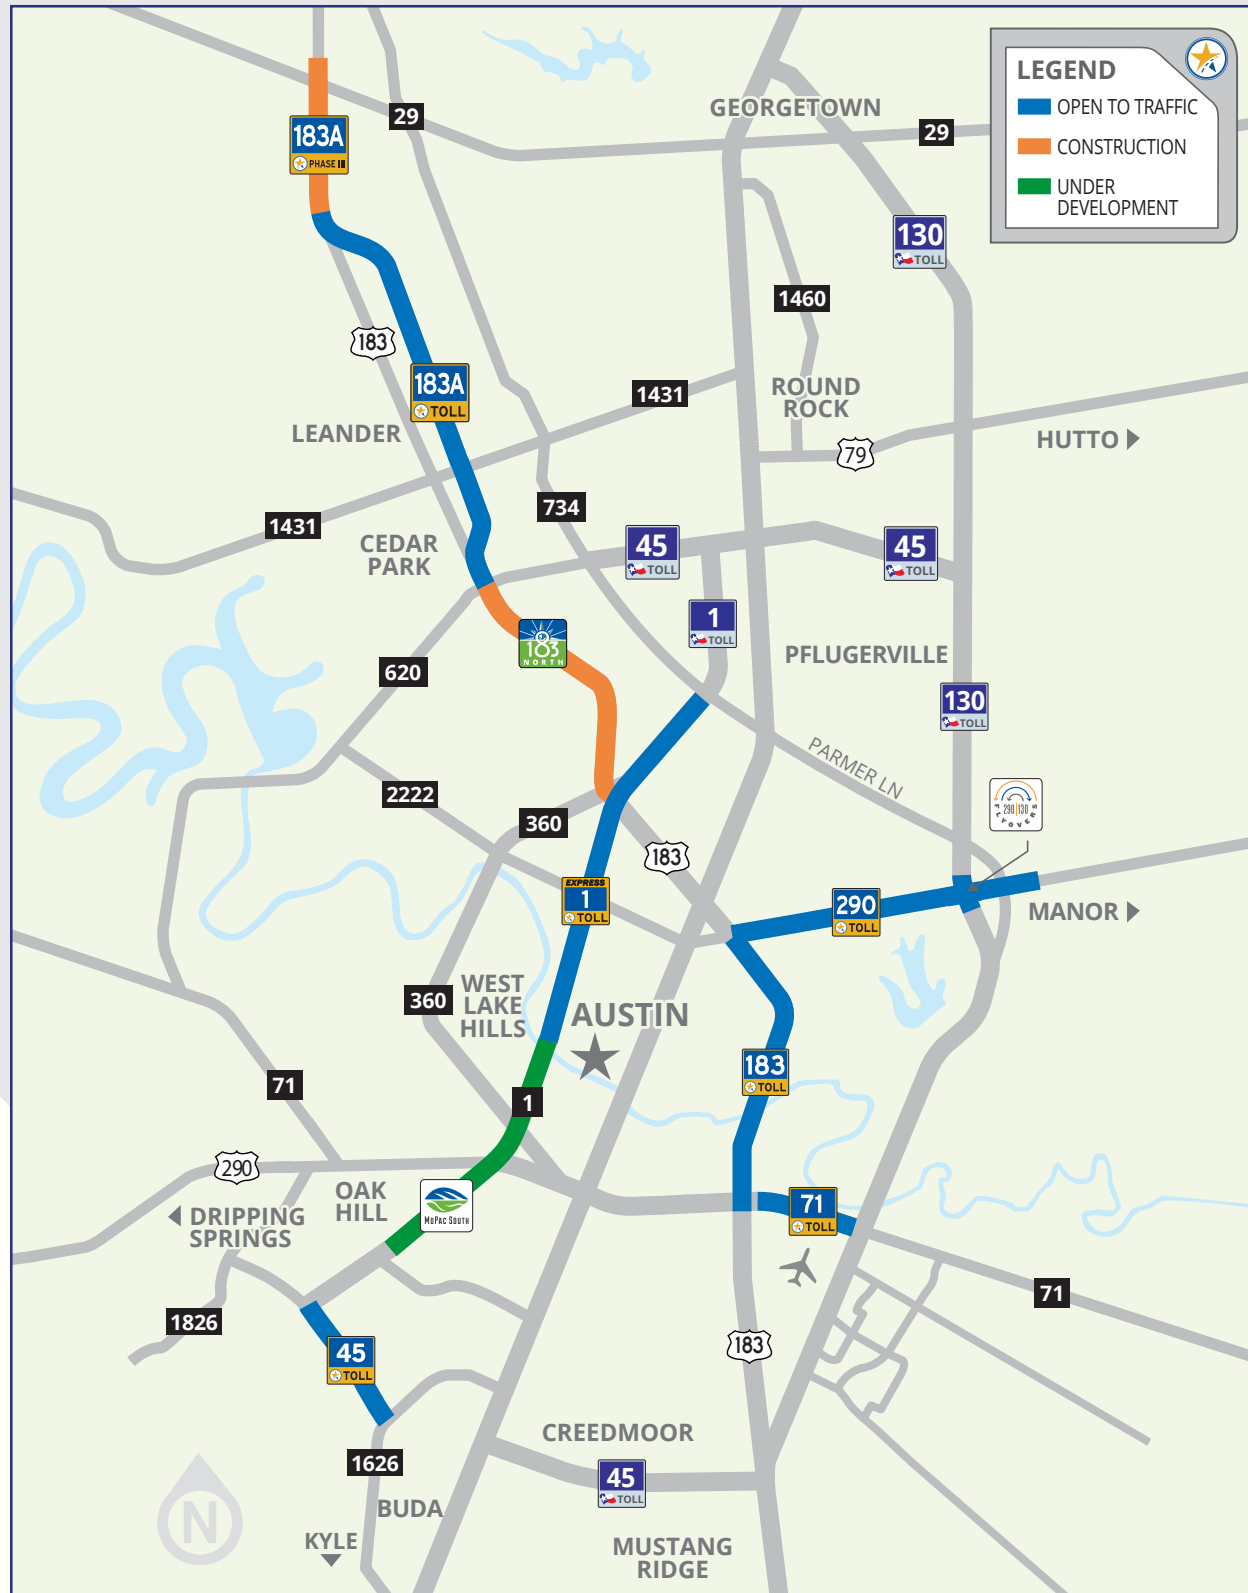 LEGEND
OPEN TO TRAFFIC
CONSTRUCTION
UNDER
DEVELOPMENT
GEORGETOWN
29
29
183A
PHASE III
130
TOLL
1460
183
183A
TOLL
1431
ROUND
ROCK
LEANDER
HUTTO
79
734
1431
CEDAR
PARK
45
TOLL
45
TOLL
1
TOLL
183
NORTH
PFLUGERVILLE
620
130
TOLL
PARMER LN
2222
290|130
FLYOVERS
360
183
EXPRESS
1
TOLL
290
TOLL
MANOR
WEST
LAKE
HILLS
360
AUSTIN
183
TOLL
71
1
290
OAK
HILL
MoPac South
71
TOLL
DRIPPING
SPRINGS
71
1826
183
45
TOLL
CREEDMOOR
1626
45
TOLL
BUDA
N
KYLE
MUSTANG
RIDGE